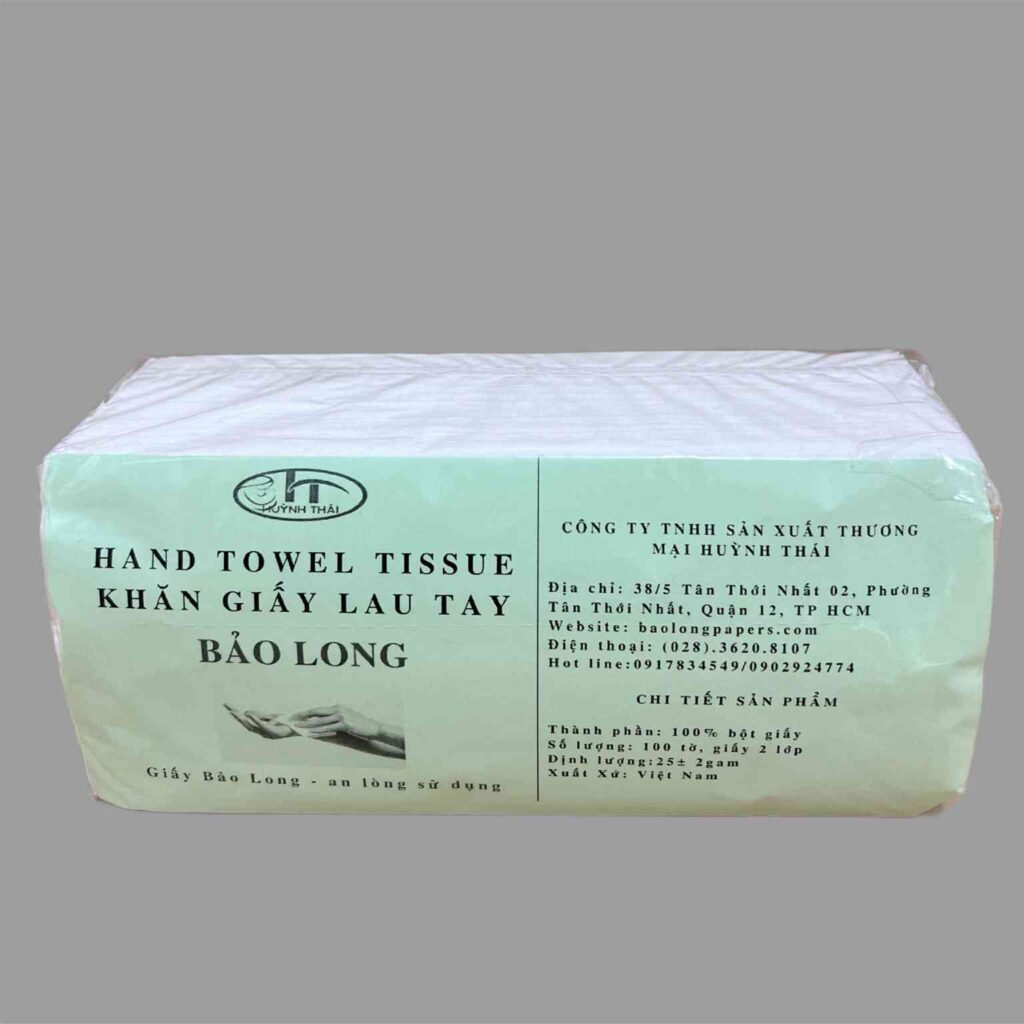 HUỲNH THÁI
HAND TOWEL TISSUE
KHĂN GIẤY LAU TAY
BẢO LONG
Giấy Bảo Long - an lòng sử dụng
CÔNG TY TNHH SẢN XUẤT THƯƠNG
MẠI HUỲNH THÁI
Địa chỉ: 38/5 Tân Thới Nhất 02, Phường
Tân Thới Nhất, Quận 12, TP HCM
Website: baolongpapers.com
Điện thoại: (028).3620.8107
Hot line:0917834549/0902924774
CHI TIẾT SẢN PHẨM
Thành phần: 100% bột giấy
Số lượng: 100 tờ, giấy 2 lớp
Định lượng:25± 2gam
Xuất Xứ: Việt Nam